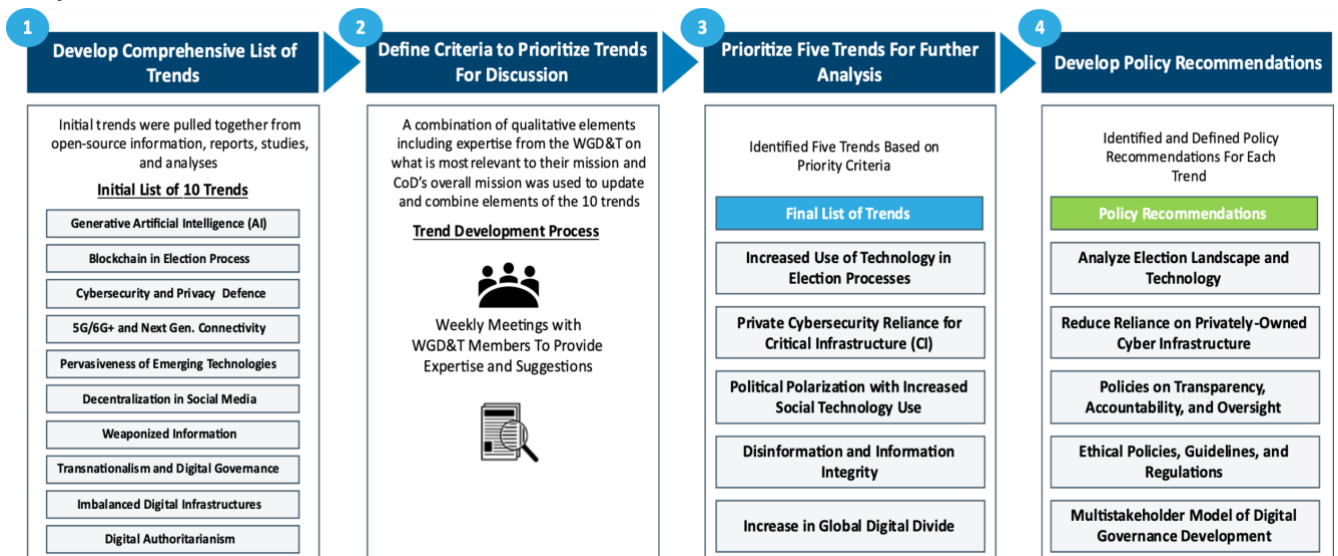 1
Develop Comprehensive List of
Trends
Initial trends were pulled together from
open-source information, reports, studies,
and analyses
Initial List of 10 Trends
Generative Artificial Intelligence (AI)
Blockchain in Election Process
Cybersecurity and Privacy Defence
5G/6G+ and Next Gen. Connectivity
Pervasiveness of Emerging Technologies
Decentralization in Social Media
Weaponized Information
Transnationalism and Digital Governance
Imbalanced Digital Infrastructures
Digital Authoritarianism
2
Define Criteria to Prioritize Trends
For Discussion
A combination of qualitative elements
including expertise from the WGD&T on
what is most relevant to their mission and
CoD's overall mission was used to update
and combine elements of the 10 trends
Trend Development Process
Weekly Meetings with
WGD&T Members To Provide
Expertise and Suggestions
3
Prioritize Five Trends For Further
Analysis
Identified Five Trends Based on
Priority Criteria
Final List of Trends
Increased Use of Technology in
Election Processes
Private Cybersecurity Reliance for
Critical Infrastructure (CI)
Political Polarization with Increased
Social Technology Use
Disinformation and Information
Integrity
Increase in Global Digital Divide
4
Develop Policy Recommendations
Identified and Defined Policy
Recommendations For Each
Trend
Policy Recommendations
Analyze Election Landscape and
Technology
Reduce Reliance on Privately-Owned
Cyber Infrastructure
Policies on Transparency,
Accountability, and Oversight
Ethical Policies, Guidelines, and
Regulations
Multistakeholder Model of Digital
Governance Development